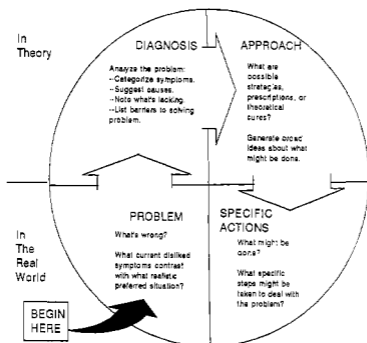 In
Theory
DIAGNOSIS
Analyze the problem:
--Categorize symptoms.
--Suggest causes.
--Note what's lacking.
--List barriers to solving
problem.
APPROACH
What are
possible
strategies,
prescriptions, or
theoretical
cures?
Generate broad
ideas about what
might be done.
In
The
Real
World
PROBLEM
What's wrong?
What current disliked
symptoms contrast
with what realistic
preferred situation?
SPECIFIC
ACTIONS
What might be
done?
What specific
steps might be
taken to deal with
the problem?
BEGIN
HERE